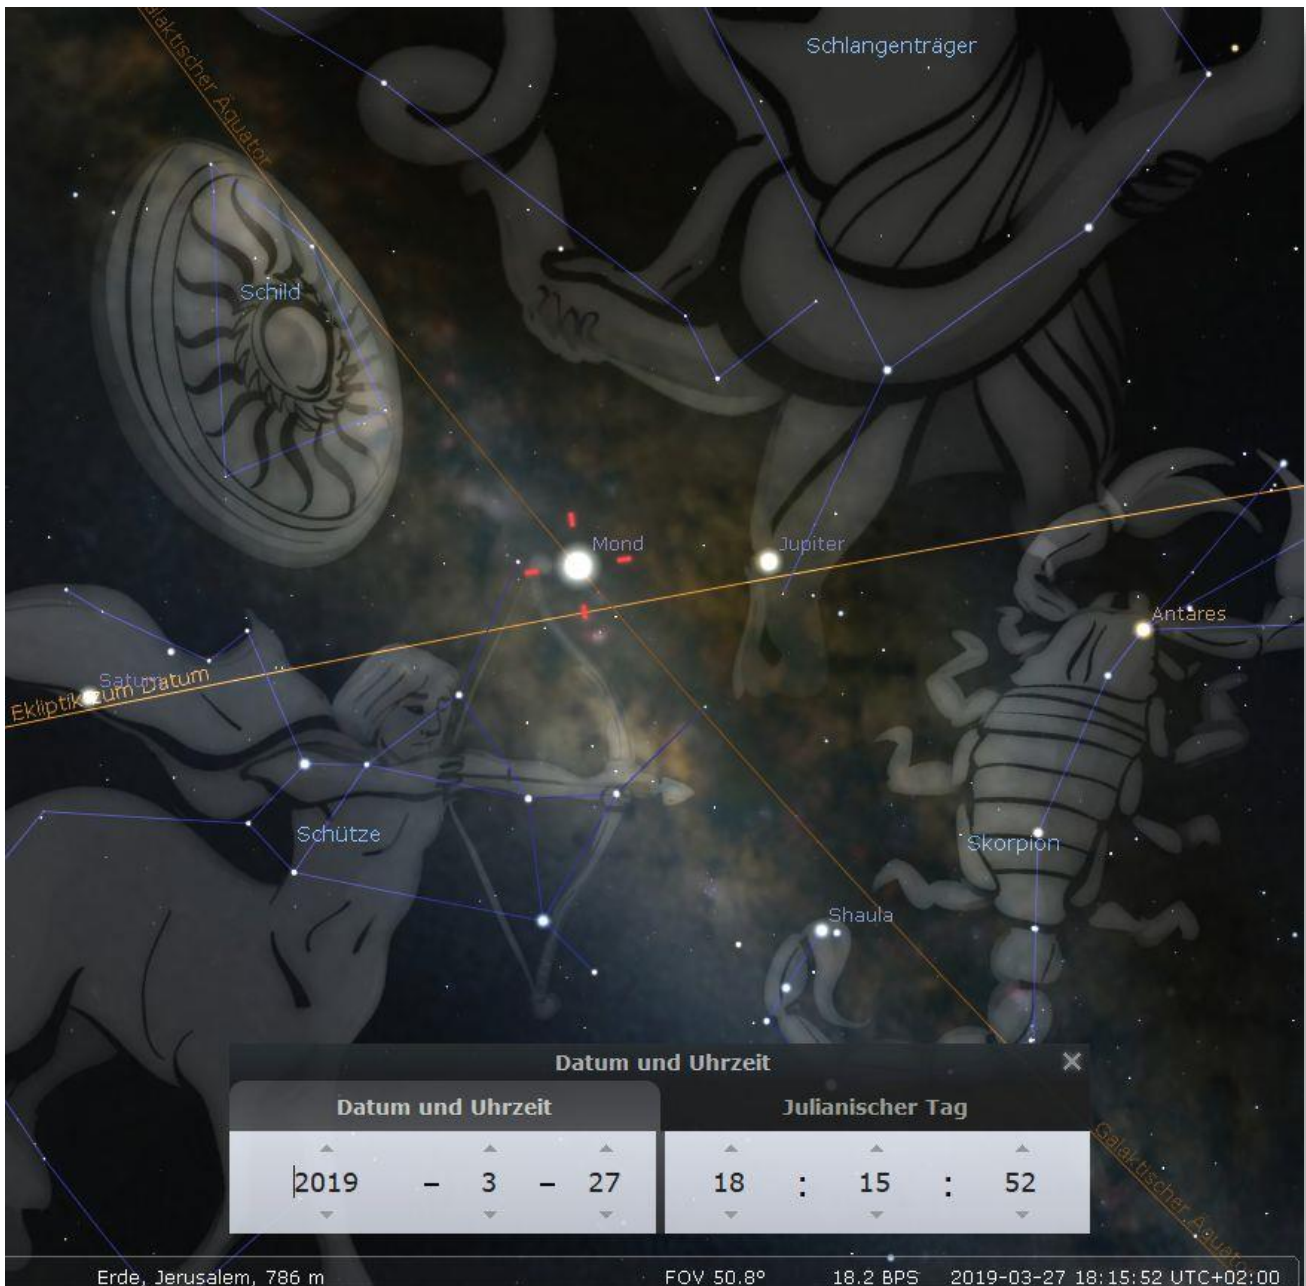 Galaktischer Äquator
Schlangenträger
Schild
Mond
Jupiter
Antares
Saturn
Ekliptik zum Datum
Schütze
Skorpion
Shaula
Datum und Uhrzeit
Datum und Uhrzeit
Julianischer Tag
2019 – 3 – 27
18 : 15 : 52
Galaktischer Äquator
Erde, Jerusalem, 786 m
FOV 50.8°
18.2 BPS
2019-03-27 18:15:52 UTC+02:00